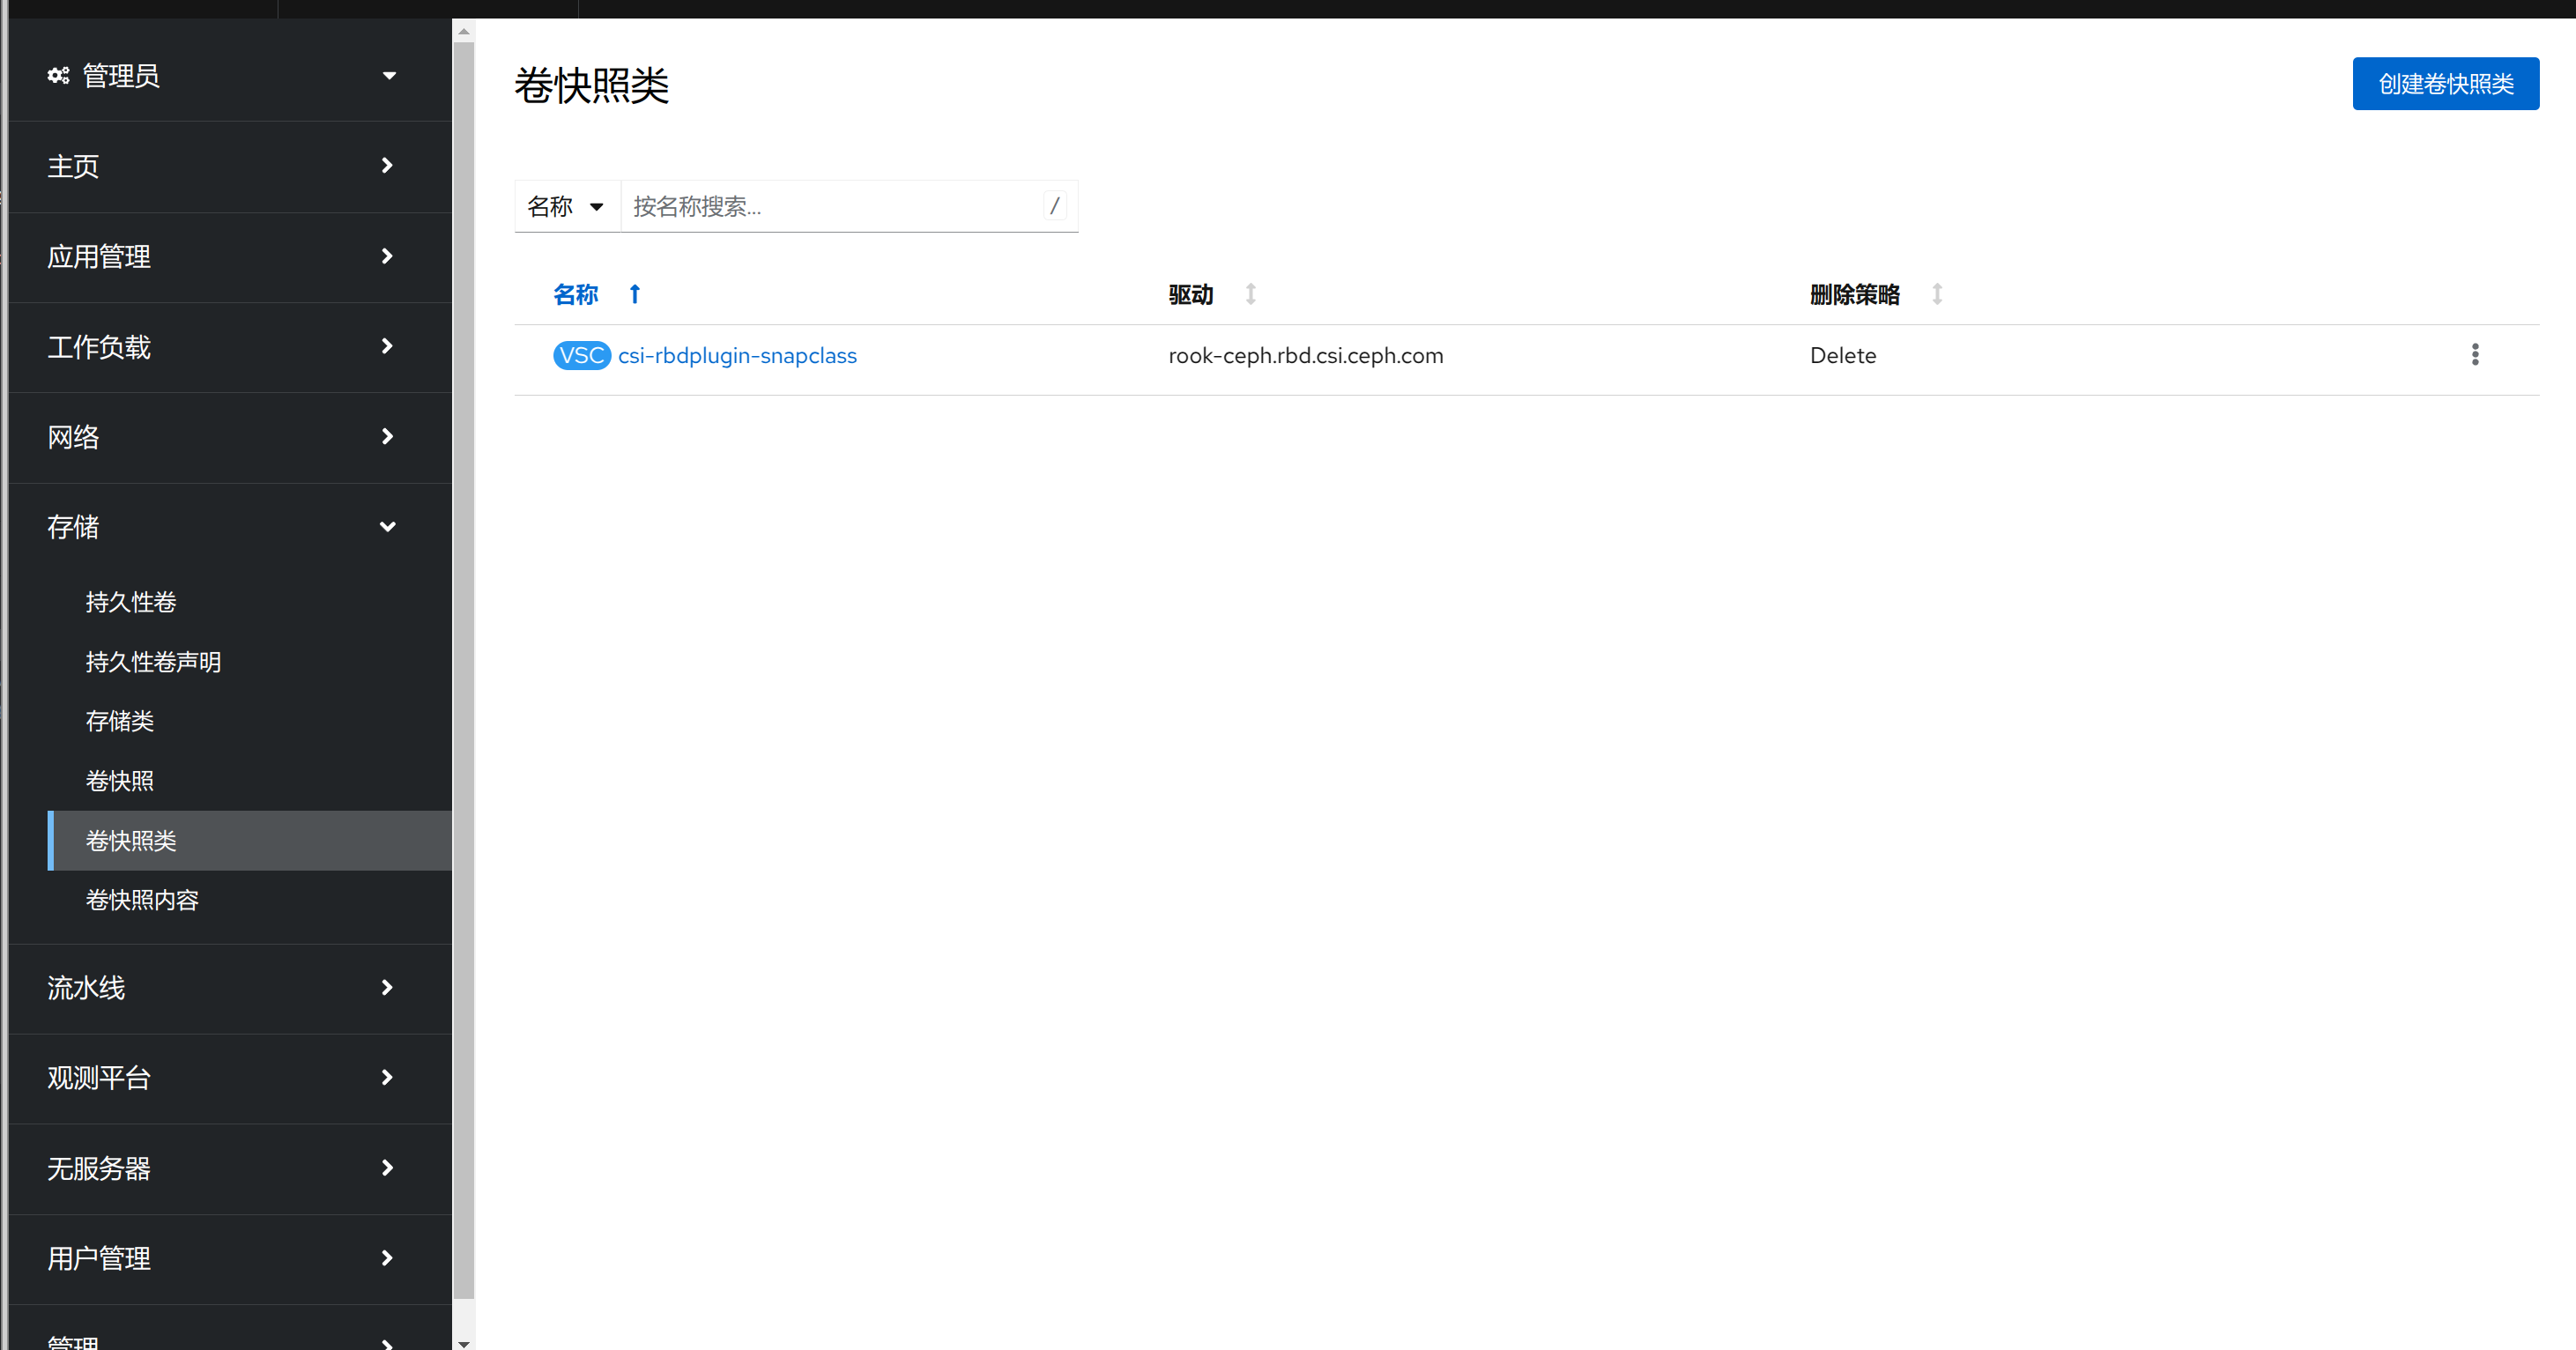 管理员
主页
应用管理
工作负载
网络
存储
持久性卷
持久性卷声明
存储类
卷快照
卷快照类
卷快照内容
流水线
观测平台
无服务器
用户管理
管理
卷快照类
创建卷快照类
名称 按名称搜索... /
名称 驱动 删除策略
VSC csi-rbdplugin-snapclass rook-ceph.rbd.csi.ceph.com Delete